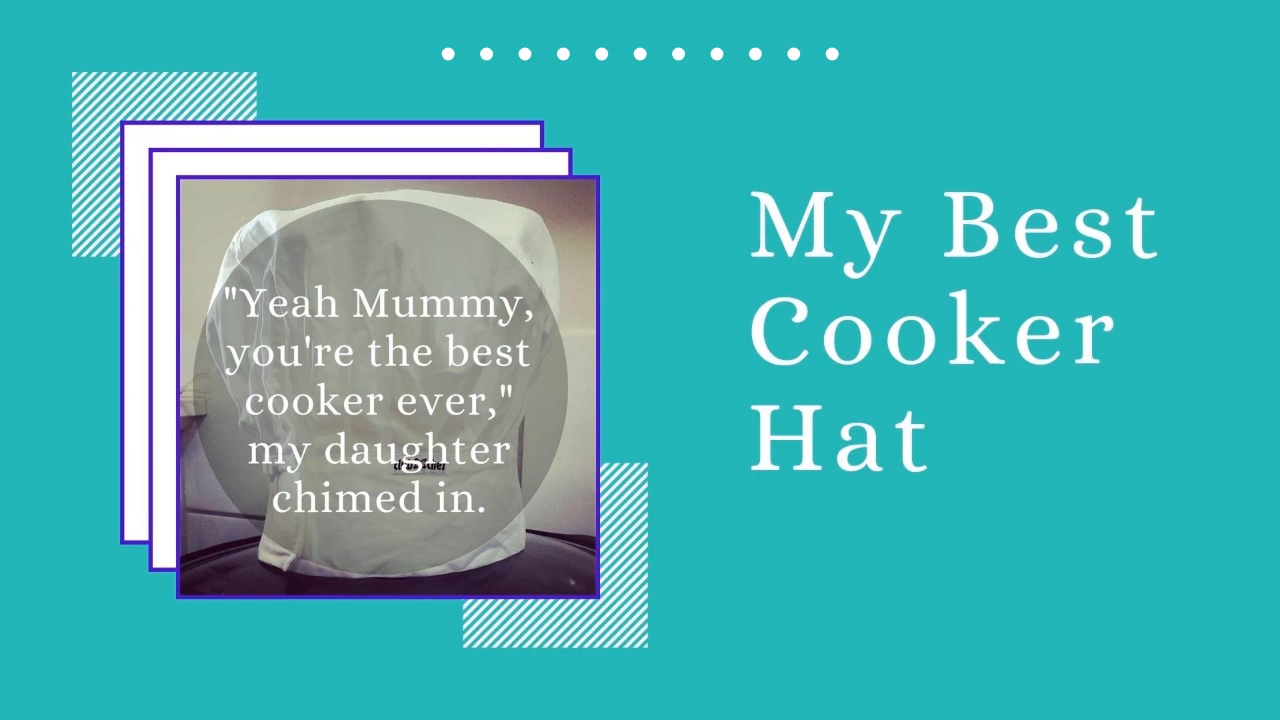 "Yeah Mummy,
you're the best
cooker ever,"
my daughter
chimed in.
My Best
Cooker
Hat